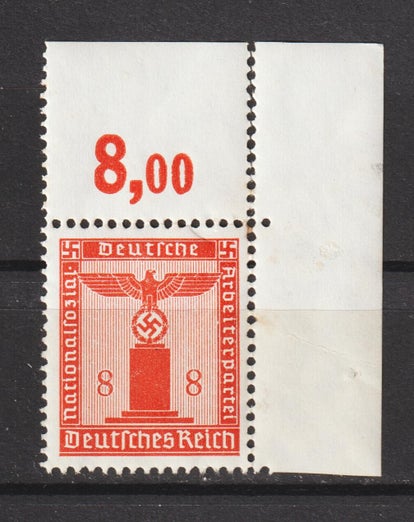 8,00
Deutsche
Nationalsozial.
Arbeiterpartei
8 8
Deutsches Reich